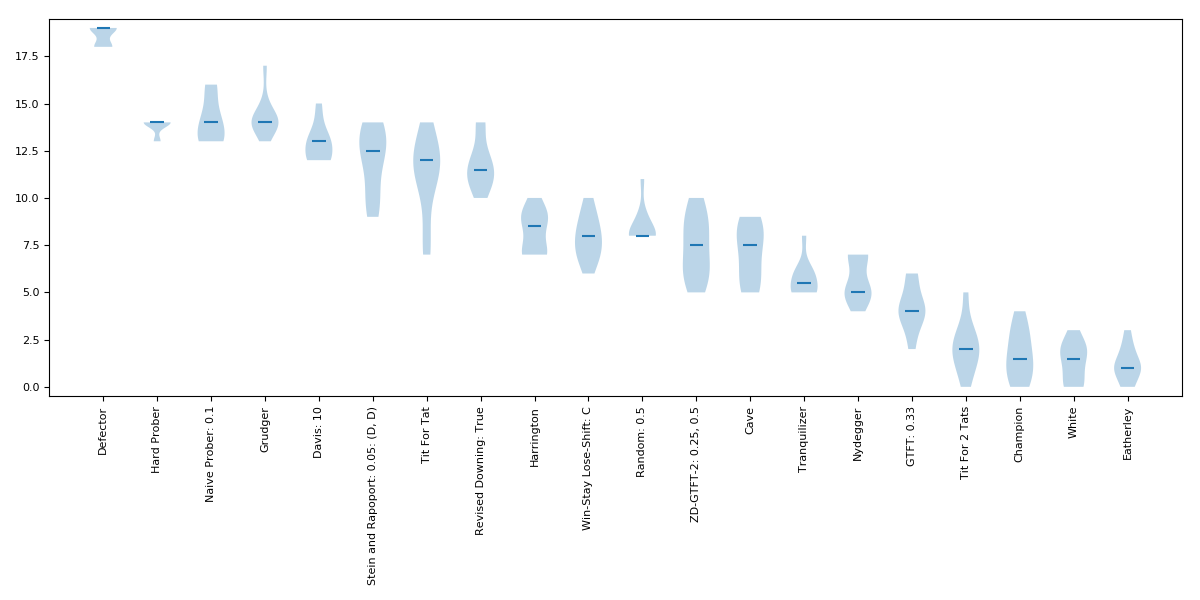 17.5
15.0
12.5
10.0
7.5
5.0
2.5
0.0
Defector
Hard Prober
Naive Prober: 0.1
Grudger
Davis: 10
Stein and Rapoport: 0.05: (D, D)
Tit For Tat
Revised Downing: True
Harrington
Win-Stay Lose-Shift: C
Random: 0.5
ZD-GTFT-2: 0.25, 0.5
Cave
Tranquilizer
Nydegger
GTFT: 0.33
Tit For 2 Tats
Champion
White
Eatherley